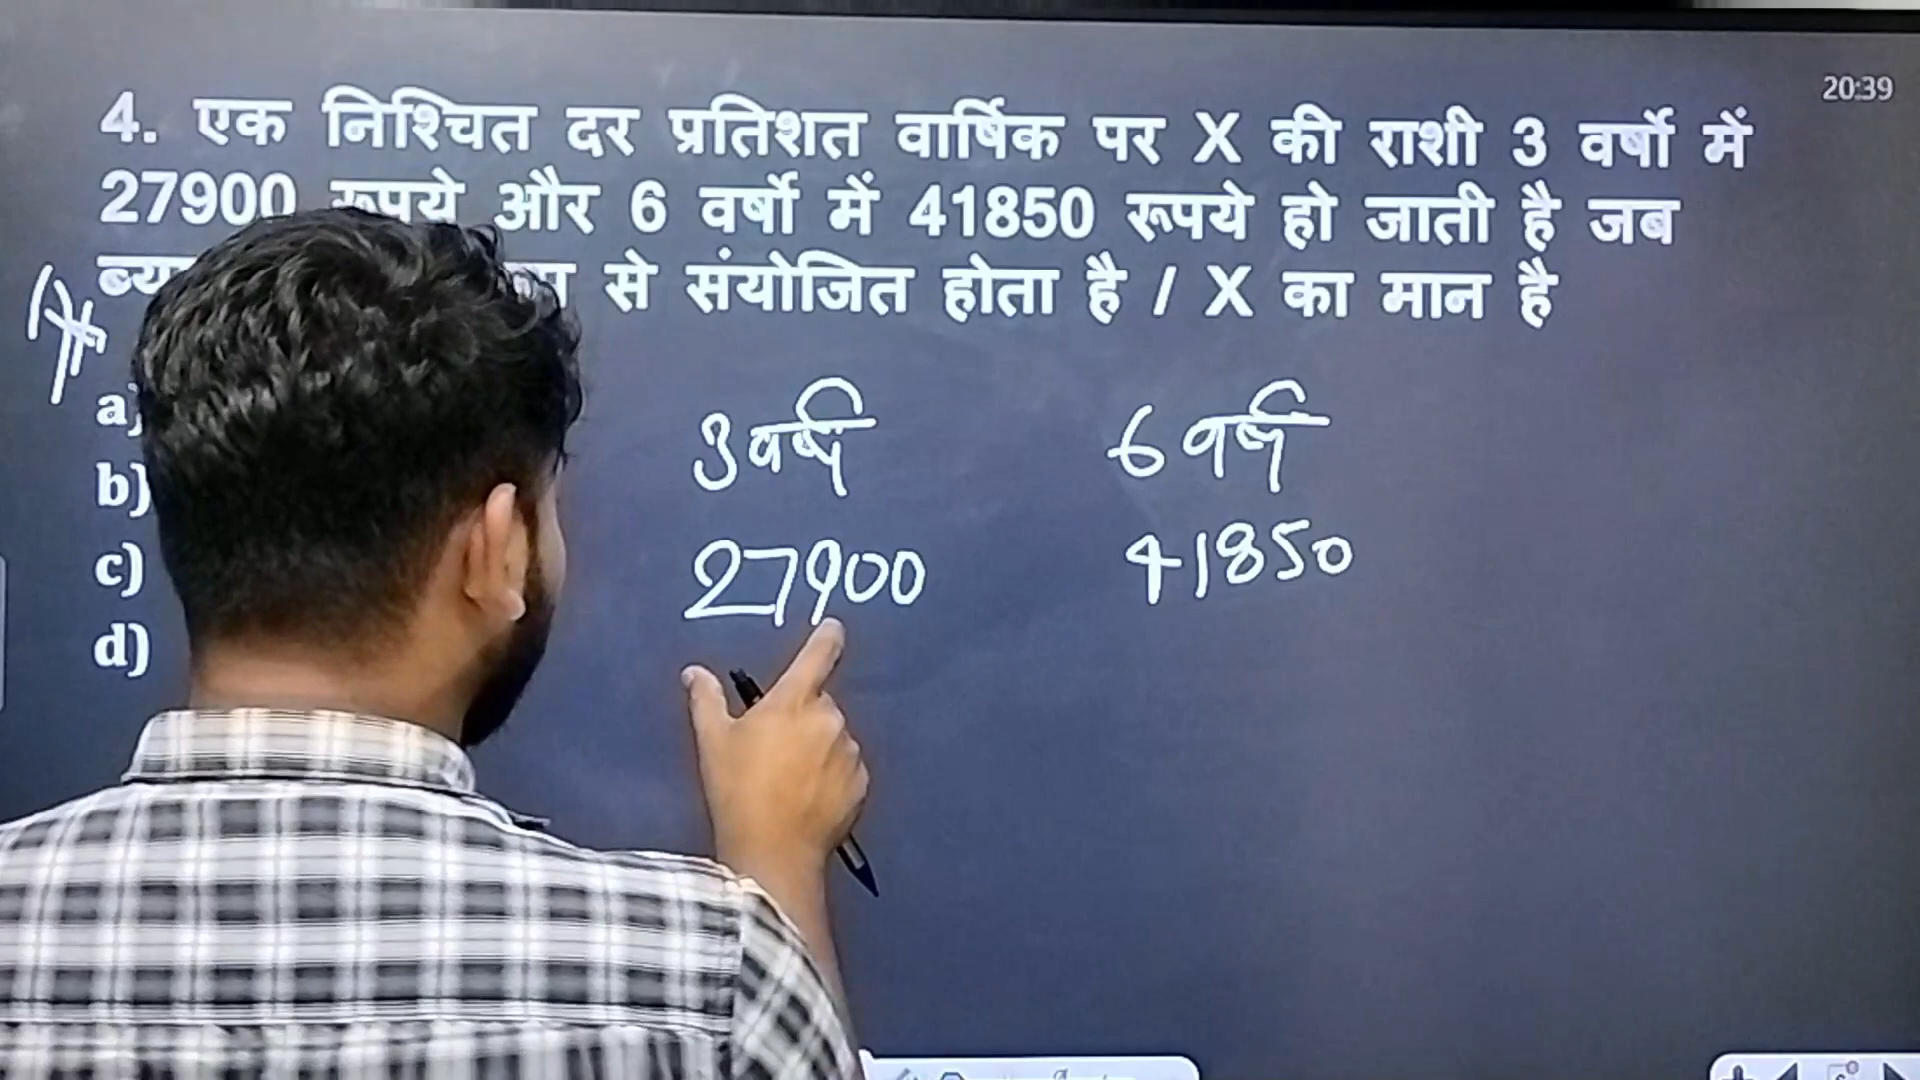 20:39
4. एक निश्चित दर प्रतिशत वार्षिक पर X की राशी 3 वर्षो में
27900 रूपये और 6 वर्षो में 41850 रूपये हो जाती है जब
से संयोजित होता है / X का मान है
a)
b)
c)
d)
3 वर्ष 6 वर्ष
27900 41850